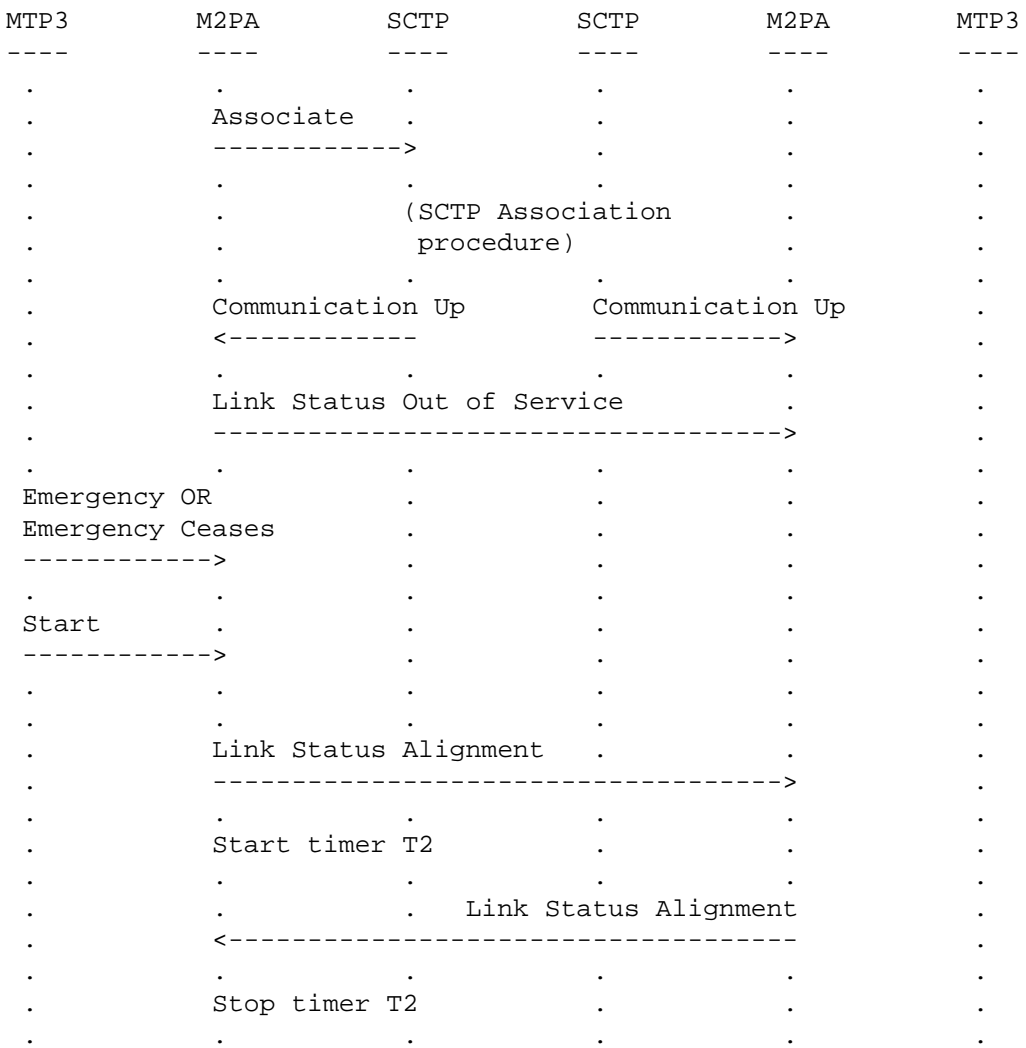 MTP3 M2PA SCTP SCTP M2PA MTP3
---- ---- ---- ---- ---- ----
. . . . . .
. Associate . . . .
. ------------> . . .
. . . . . .
. . (SCTP Association . .
. . procedure) . .
. . . . . .
. Communication Up Communication Up .
. <------------ ------------> .
. . . . . .
. Link Status Out of Service . .
. ------------------------------------> .
. . . . . .
Emergency OR . . . .
Emergency Ceases . . . .
------------> . . . .
. . . . . .
Start . . . . .
------------> . . . .
. . . . . .
. . . . . .
. Link Status Alignment . . .
. ------------------------------------> .
. . . . . .
. Start timer T2 . . .
. . . . . .
. . . Link Status Alignment .
. <------------------------------------ .
. . . . . .
. Stop timer T2 . . .
. . . . . .